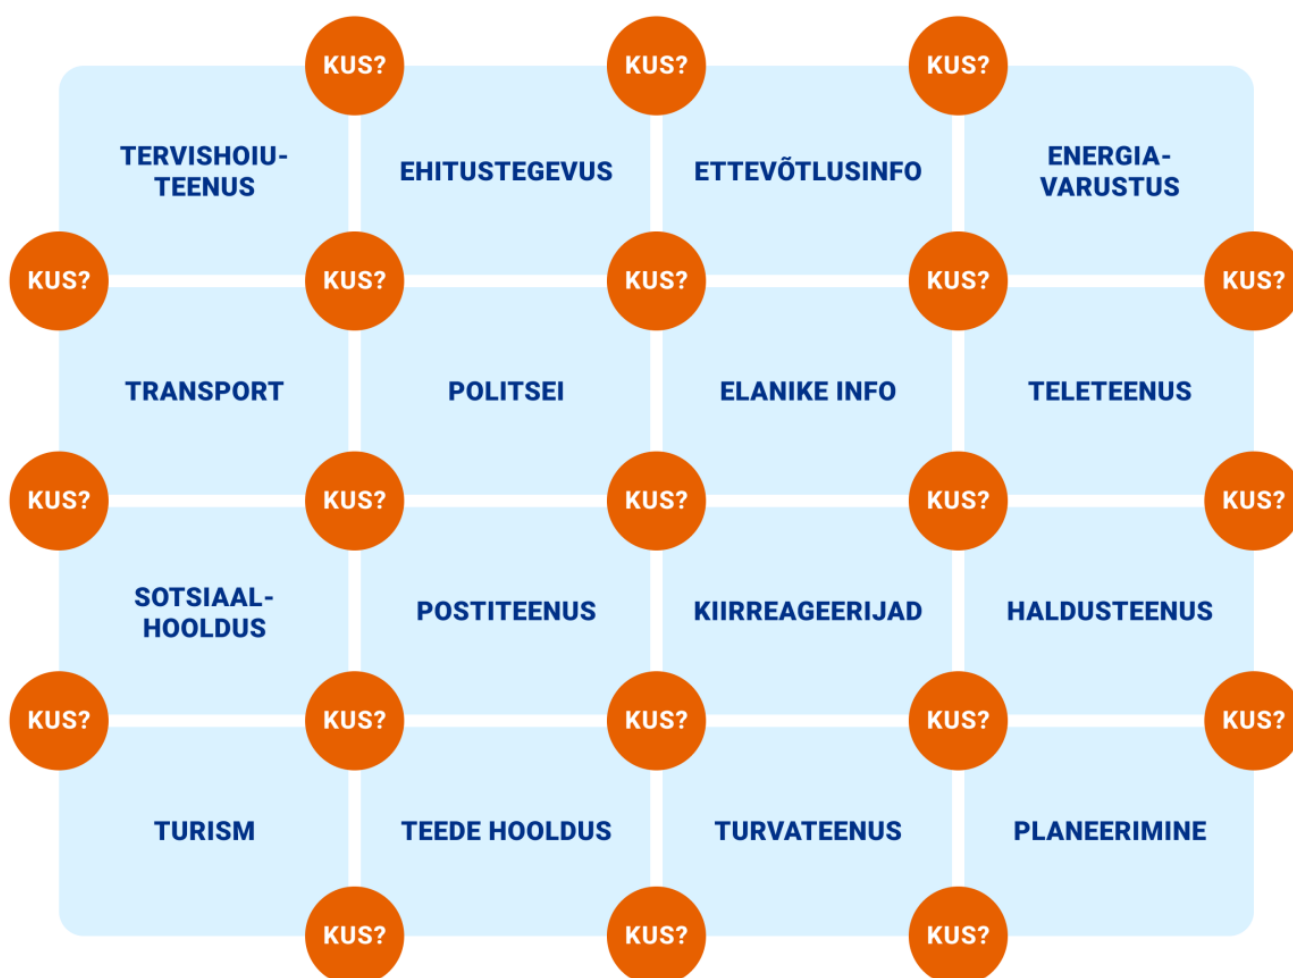 KUS? KUS? KUS?
TERVISHOIU-
TEENUS
EHITUSTEGEVUS
ETTEVÕTLUSINFO
ENERGIA-
VARUSTUS
KUS? KUS? KUS? KUS? KUS?
TRANSPORT
POLITSEI
ELANIKE INFO
TELETEENUS
KUS? KUS? KUS? KUS? KUS?
SOTSIAAL-
HOOLDUS
POSTITEENUS
KIIRREAGEERIJAD
HALDUSTEENUS
KUS? KUS? KUS? KUS? KUS?
TURISM
TEEDE HOOLDUS
TURVATEENUS
PLANEERIMINE
KUS? KUS? KUS?